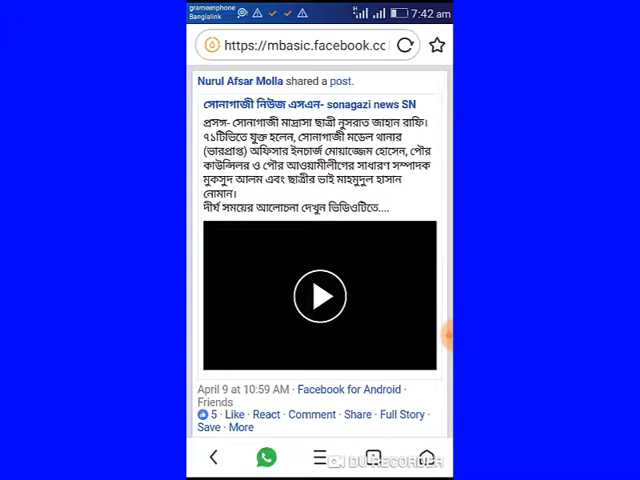 grameenphone
Banglalink
7:42 am
https://mbasic.facebook.cc
Nurul Afsar Molla shared a post.
সোনাগাজী নিউজ এসএন- sonagazi news SN
প্রসঙ্গ- সোনাগাজী মাদ্রাসা ছাত্রী নুসরাত জাহান রাফি।
৭১টিভিতে যুক্ত হলেন, সোনাগাজী মডেল থানার
(ভারপ্রাপ্ত) অফিসার ইনচার্জ মোয়াজ্জেম হোসেন, পৌর
কাউন্সিলর ও পৌর আওয়ামীলীগের সাধারণ সম্পাদক
মুকসুদ আলম এবং ছাত্রীর ভাই মাহমুদুল হাসান
নোমান।
দীর্ঘ সময়ের আলোচনা দেখুন ভিডিওটিতে....
April 9 at 10:59 AM · Facebook for Android ·
Friends
5 · Like · React · Comment · Share · Full Story ·
Save · More
DU RECORDER